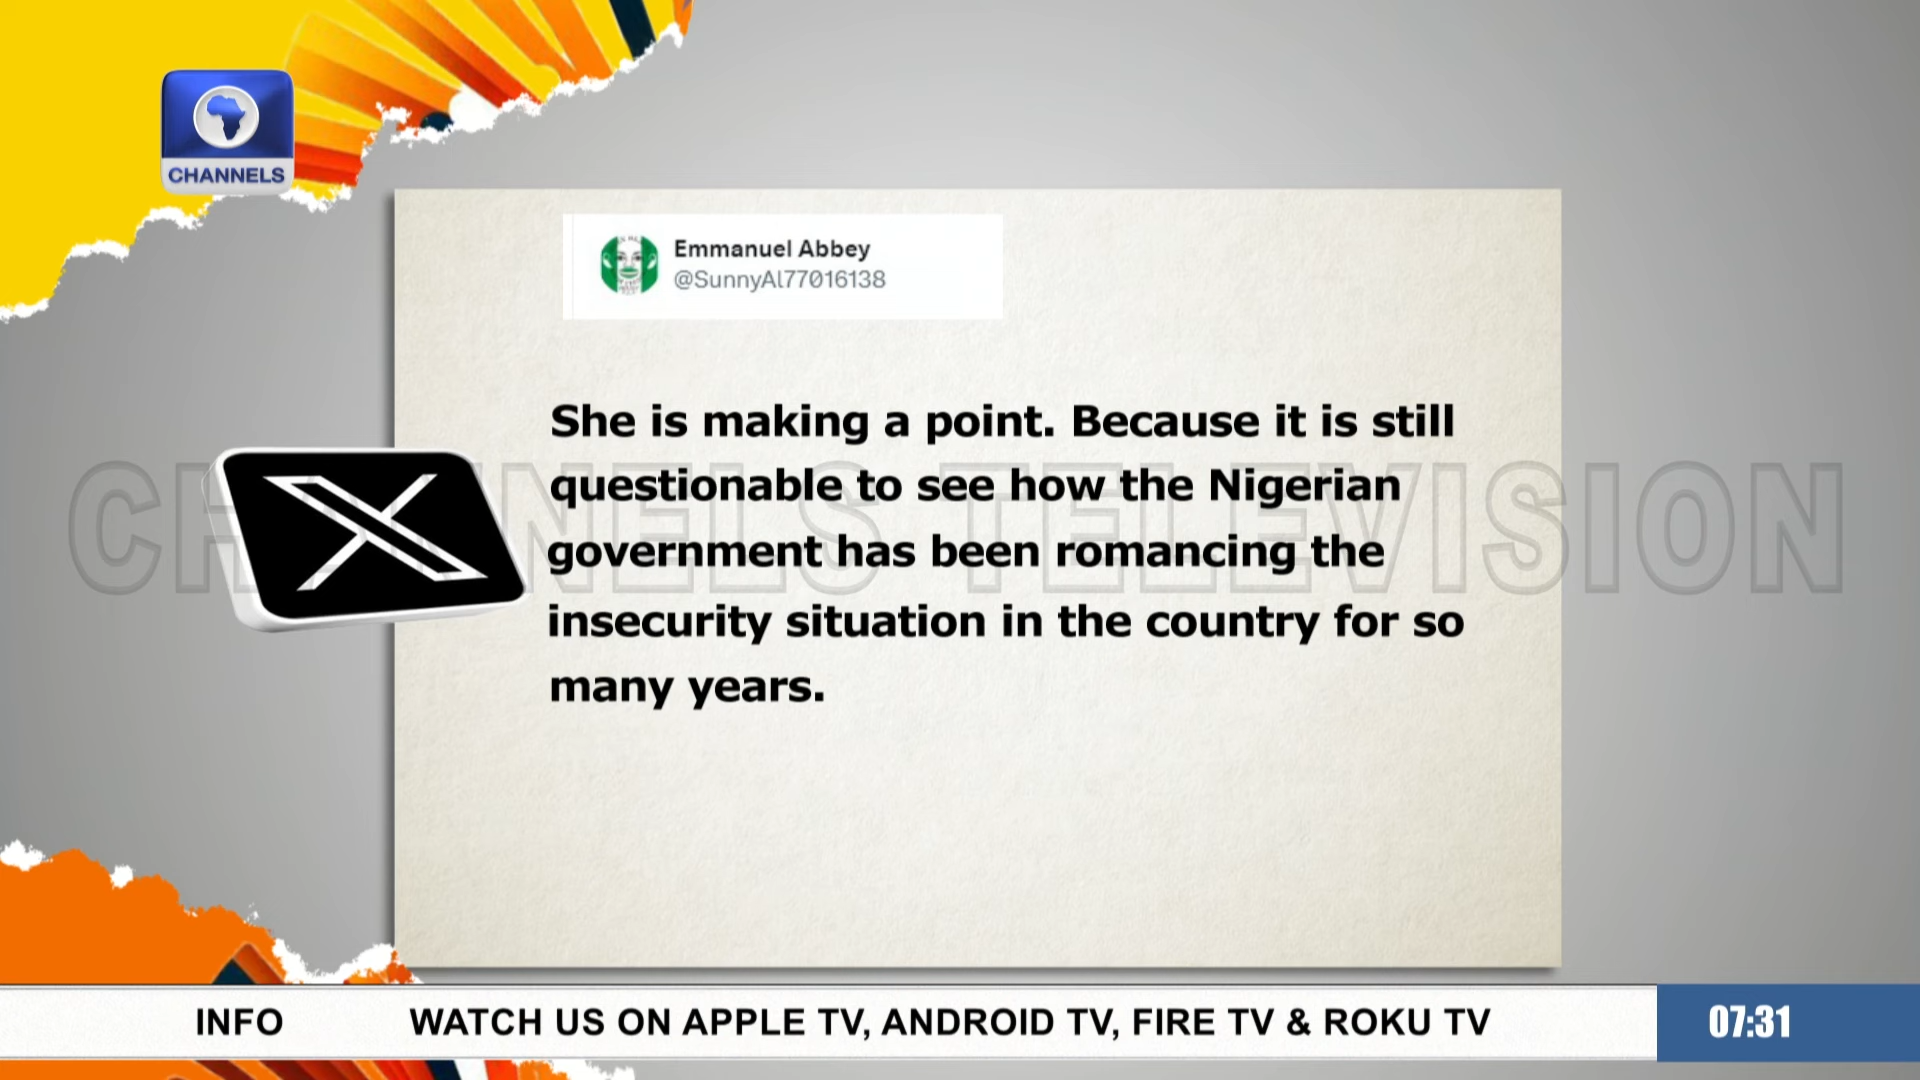 CHANNELS
Emmanuel Abbey
@SunnyAl77016138
She is making a point. Because it is still
questionable to see how the Nigerian
government has been romancing the
insecurity situation in the country for so
many years.
CHANNELS TELEVISION
INFO
WATCH US ON APPLE TV, ANDROID TV, FIRE TV & ROKU TV
07:31